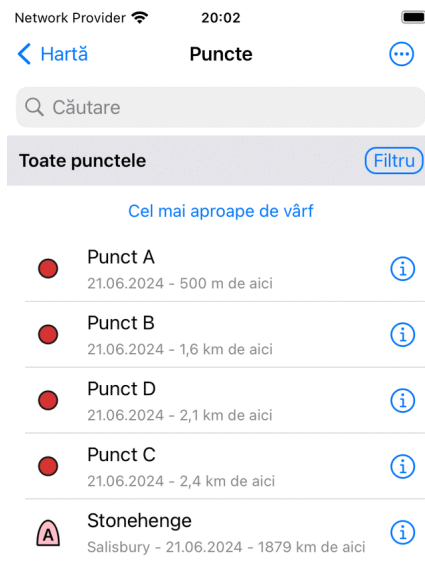 Network Provider 20:02
Hartă Puncte
Căutare
Toate punctele Filtru
Cel mai aproape de vârf
Punct A
21.06.2024 - 500 m de aici
Punct B
21.06.2024 - 1,6 km de aici
Punct D
21.06.2024 - 2,1 km de aici
Punct C
21.06.2024 - 2,4 km de aici
Stonehenge
A
Salisbury - 21.06.2024 - 1879 km de aici